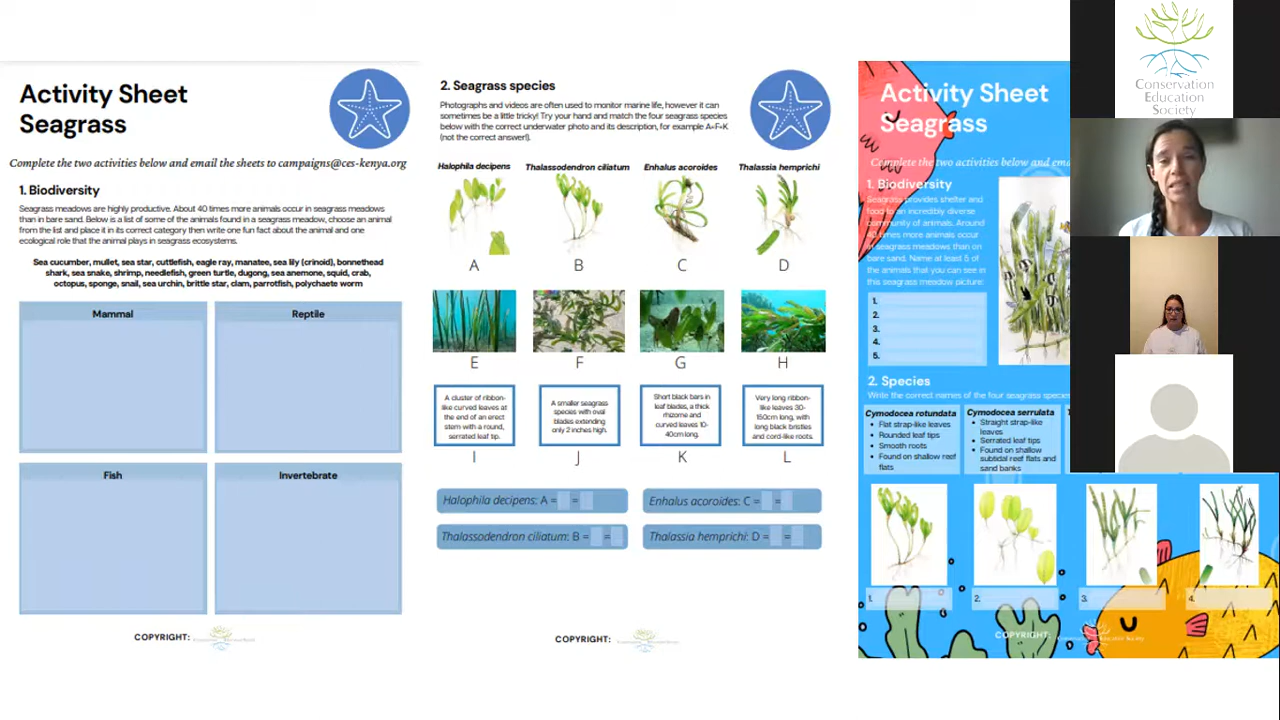 Activity Sheet
Seagrass
Complete the two activities below and email the sheets to campaigns@ces-kenya.org
1. Biodiversity
Seagrass meadows are highly productive. About 40 times more animals occur in seagrass meadows
than in bare sand. Below is a list of some of the animals found in a seagrass meadow, choose an animal
from the list and place it in its correct category then write one fun fact about the animal and one
ecological role that the animal plays in seagrass ecosystems.
Sea cucumber, mullet, sea star, cuttlefish, eagle ray, manatee, sea lily (crinoid), bonnethead
shark, sea snake, shrimp, needlefish, green turtle, dugong, sea anemone, squid, crab,
octopus, sponge, snail, sea urchin, brittle star, clam, parrotfish, polychaete worm
Mammal
Reptile
Fish
Invertebrate
COPYRIGHT:
2. Seagrass species
Photographs and videos are often used to monitor marine life, however it can
sometimes be a little tricky! Try your hand and match the four seagrass species
below with the correct underwater photo and its description, for example A=F=K
(not the correct answer!).
Halophila decipens
Thalassodendron ciliatum
Enhalus acoroides
Thalassia hemprichi
A
B
C
D
E
F
G
H
A cluster of ribbon-
like curved leaves at
the end of an erect
stem with a round,
serrated leaf tip.
A smaller seagrass
species with oval
blades extending
only 2 inches high.
Short black bars in
leaf blades, a thick
rhizome and
curved leaves 10-
40cm long.
Very long ribbon-
like leaves 30-
150cm long, with
long black bristles
and cord-like roots.
I
J
K
L
Halophila decipens: A = =
Enhalus acoroides: C = =
Thalassodendron ciliatum: B = =
Thalassia hemprichi: D = =
COPYRIGHT:
Activity Sheet
Seagrass
Complete the two activities below and ema
1. Biodiversity
Seagrass provides shelter and
food to an incredibly diverse
community of animals. Around
40 times more animals occur
in seagrass meadows than on
bare sand. Name at least 5 of
the animals that you can see in
this seagrass meadow picture:
1.
2.
3.
4.
5.
2. Species
Write the correct names of the four seagrass species
Cymodocea rotundata
Flat strap-like leaves
Rounded leaf tips
Smooth roots
Found on shallow reef
flats
Cymodocea serrulata
Straight strap-like
leaves
Serrated leaf tips
Found on shallow
subtidal reef flats and
sand banks
1.
2.
3.
4.
COPYRIGHT:
Conservation
Education
Society